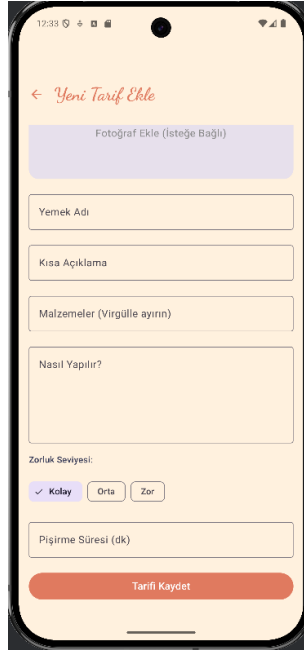 12:33
Yeni Tarif Ekle
Fotoğraf Ekle (İsteğe Bağlı)
Yemek Adı
Kısa Açıklama
Malzemeler (Virgülle ayırın)
Nasıl Yapılır?
Zorluk Seviyesi:
Kolay Orta Zor
Pişirme Süresi (dk)
Tarifi Kaydet